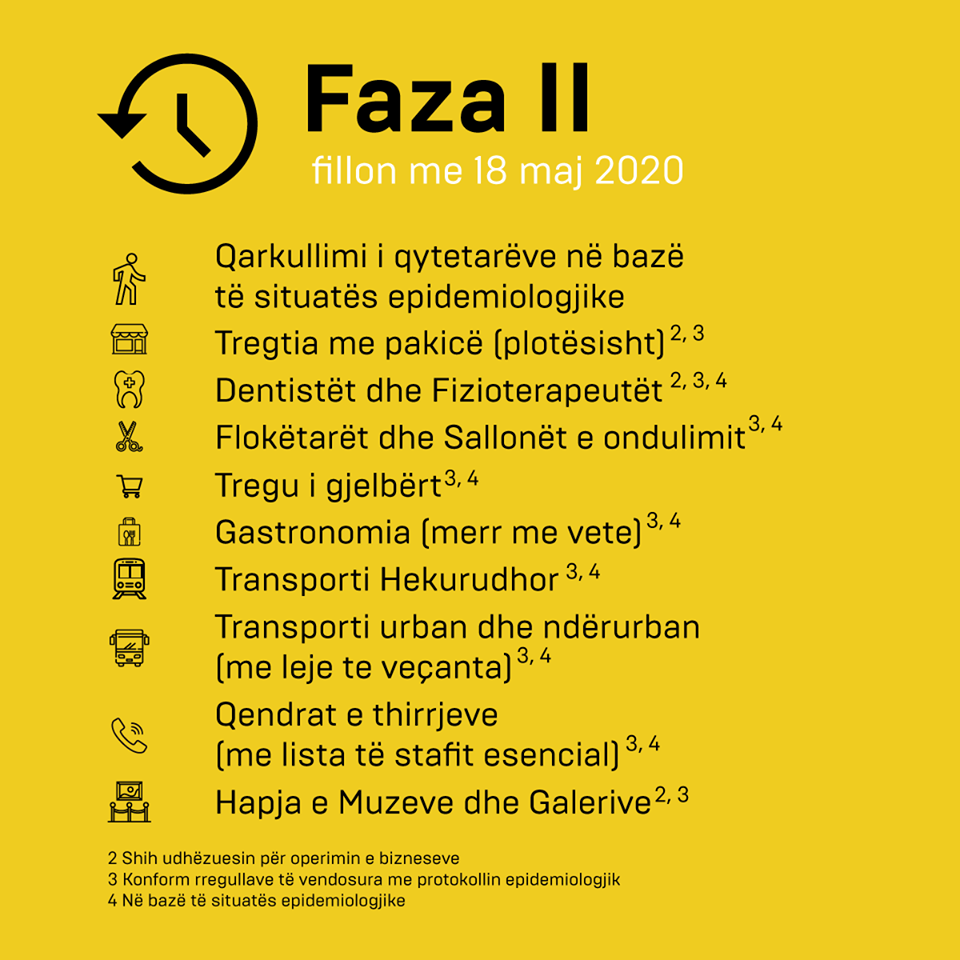 Faza II
fillon me 18 maj 2020
Qarkullimi i qytetarëve në bazë
të situatës epidemiologjike
Tregtia me pakicë (plotësisht) 2, 3
Dentistët dhe Fizioterapeutët 2, 3, 4
Flokëtarët dhe Sallonët e ondulimit 3, 4
Tregu i gjelbërt 3, 4
Gastronomia (merr me vete) 3, 4
Transporti Hekurudhor 3, 4
Transporti urban dhe ndërurban
(me leje te veçanta) 3, 4
Qendrat e thirrjeve
(me lista të stafit esencial) 3, 4
Hapja e Muzeve dhe Galerive 2, 3
2 Shih udhëzuesin për operimin e bizneseve
3 Konform rregullave të vendosura me protokollin epidemiologjik
4 Në bazë të situatës epidemiologjike